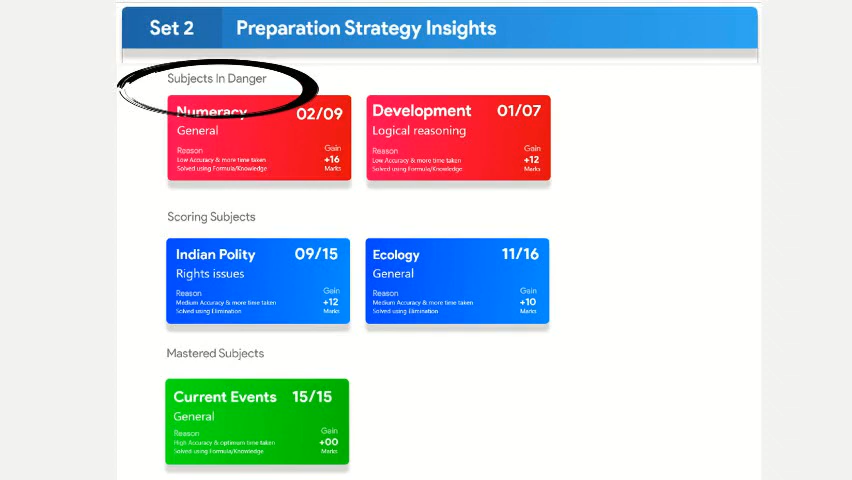 Set 2 Preparation Strategy Insights
Subjects In Danger
Numeracy 02/09
General
Reason Gain
Low Accuracy & more time taken +16
Solved using Formula/Knowledge Marks
Development 01/07
Logical reasoning
Reason Gain
Low Accuracy & more time taken +12
Solved using Formula/Knowledge Marks
Scoring Subjects
Indian Polity 09/15
Rights issues
Reason Gain
Medium Accuracy & more time taken +12
Solved using Elimination Marks
Ecology 11/16
General
Reason Gain
Medium Accuracy & more time taken +10
Solved using Elimination Marks
Mastered Subjects
Current Events 15/15
General
Reason Gain
High Accuracy & optimum time taken +00
Solved using Formula/Knowledge Marks